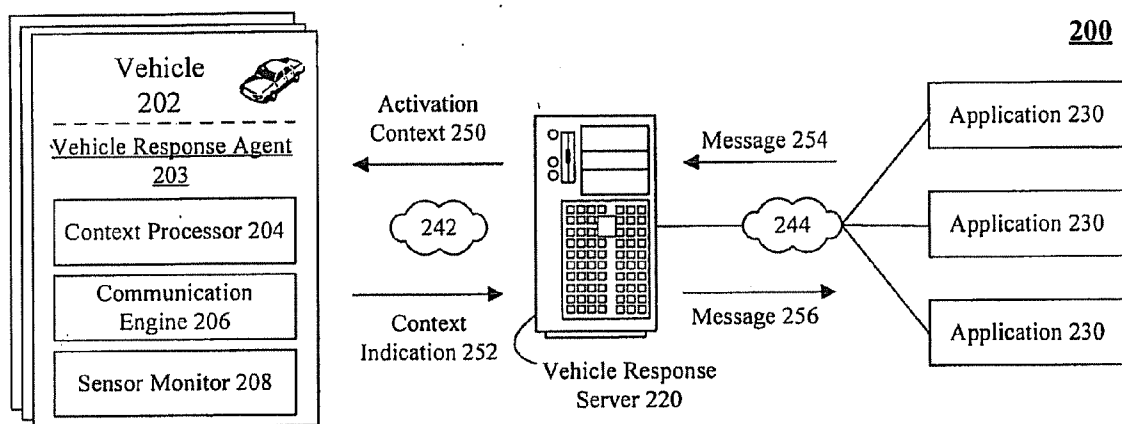 200
Vehicle
202
Vehicle Response Agent
203
Context Processor 204
Communication
Engine 206
Sensor Monitor 208
Activation
Context 250
242
Context
Indication 252
Vehicle Response
Server 220
Message 254
244
Message 256
Application 230
Application 230
Application 230